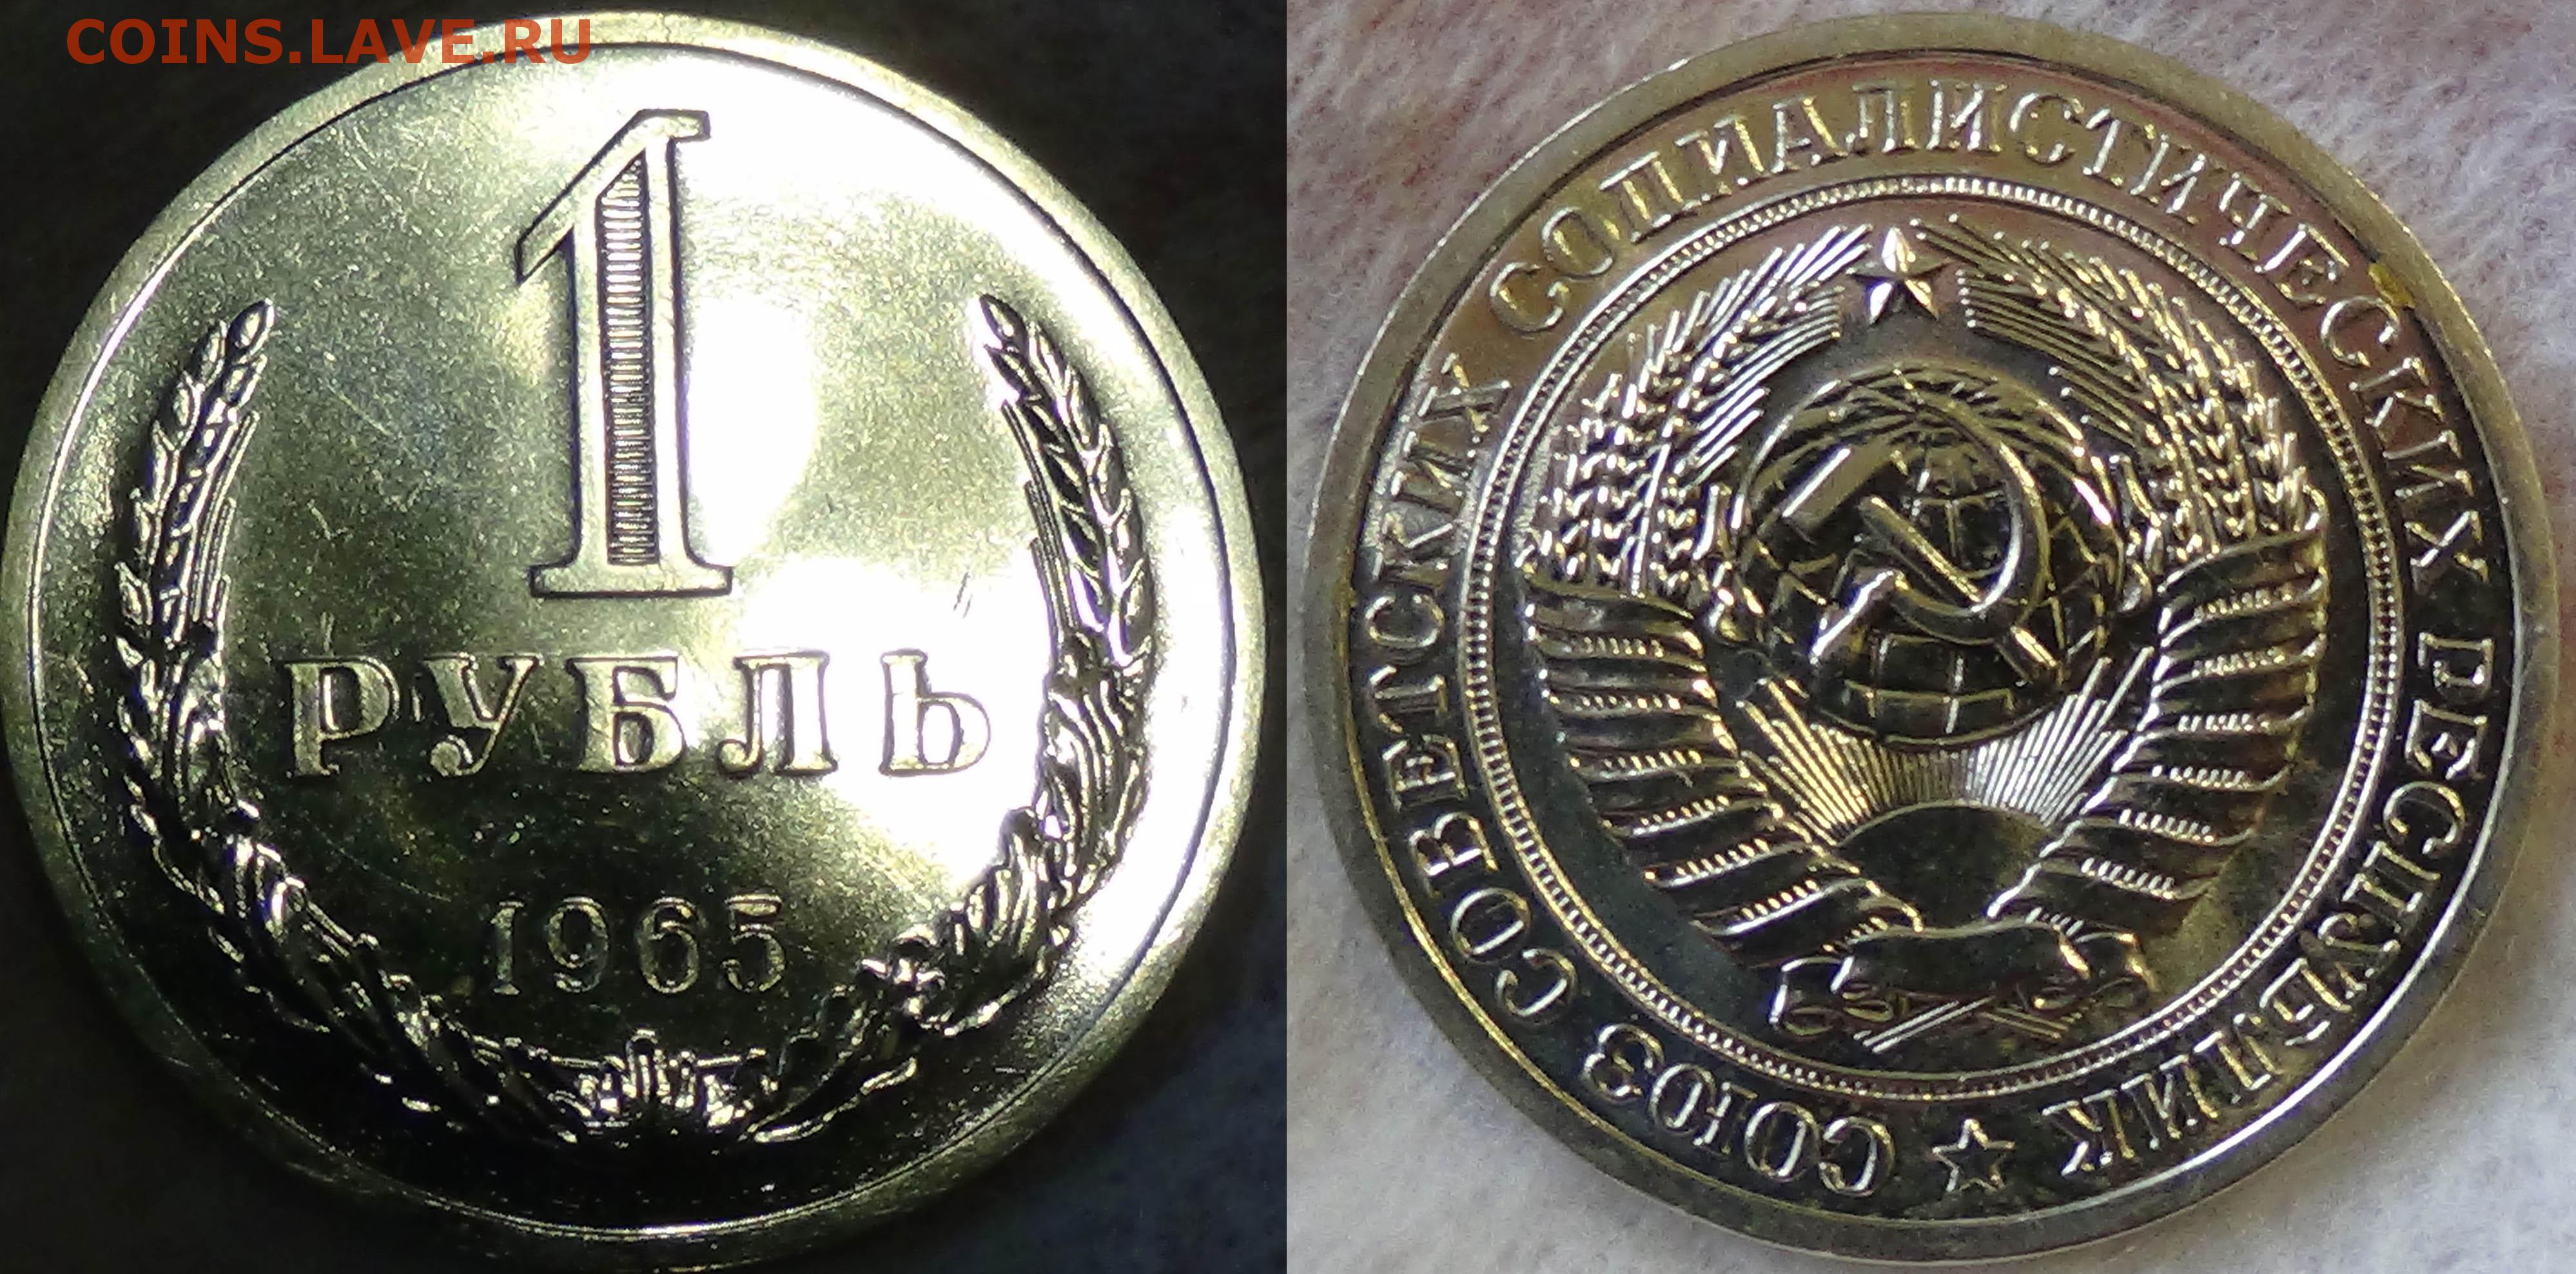 COINS.LAVE.RU
1
РУБЛЬ
1965
СОЮЗ СОВЕТСКИХ СОЦИАЛИСТИЧЕСКИХ РЕСПУБЛИК